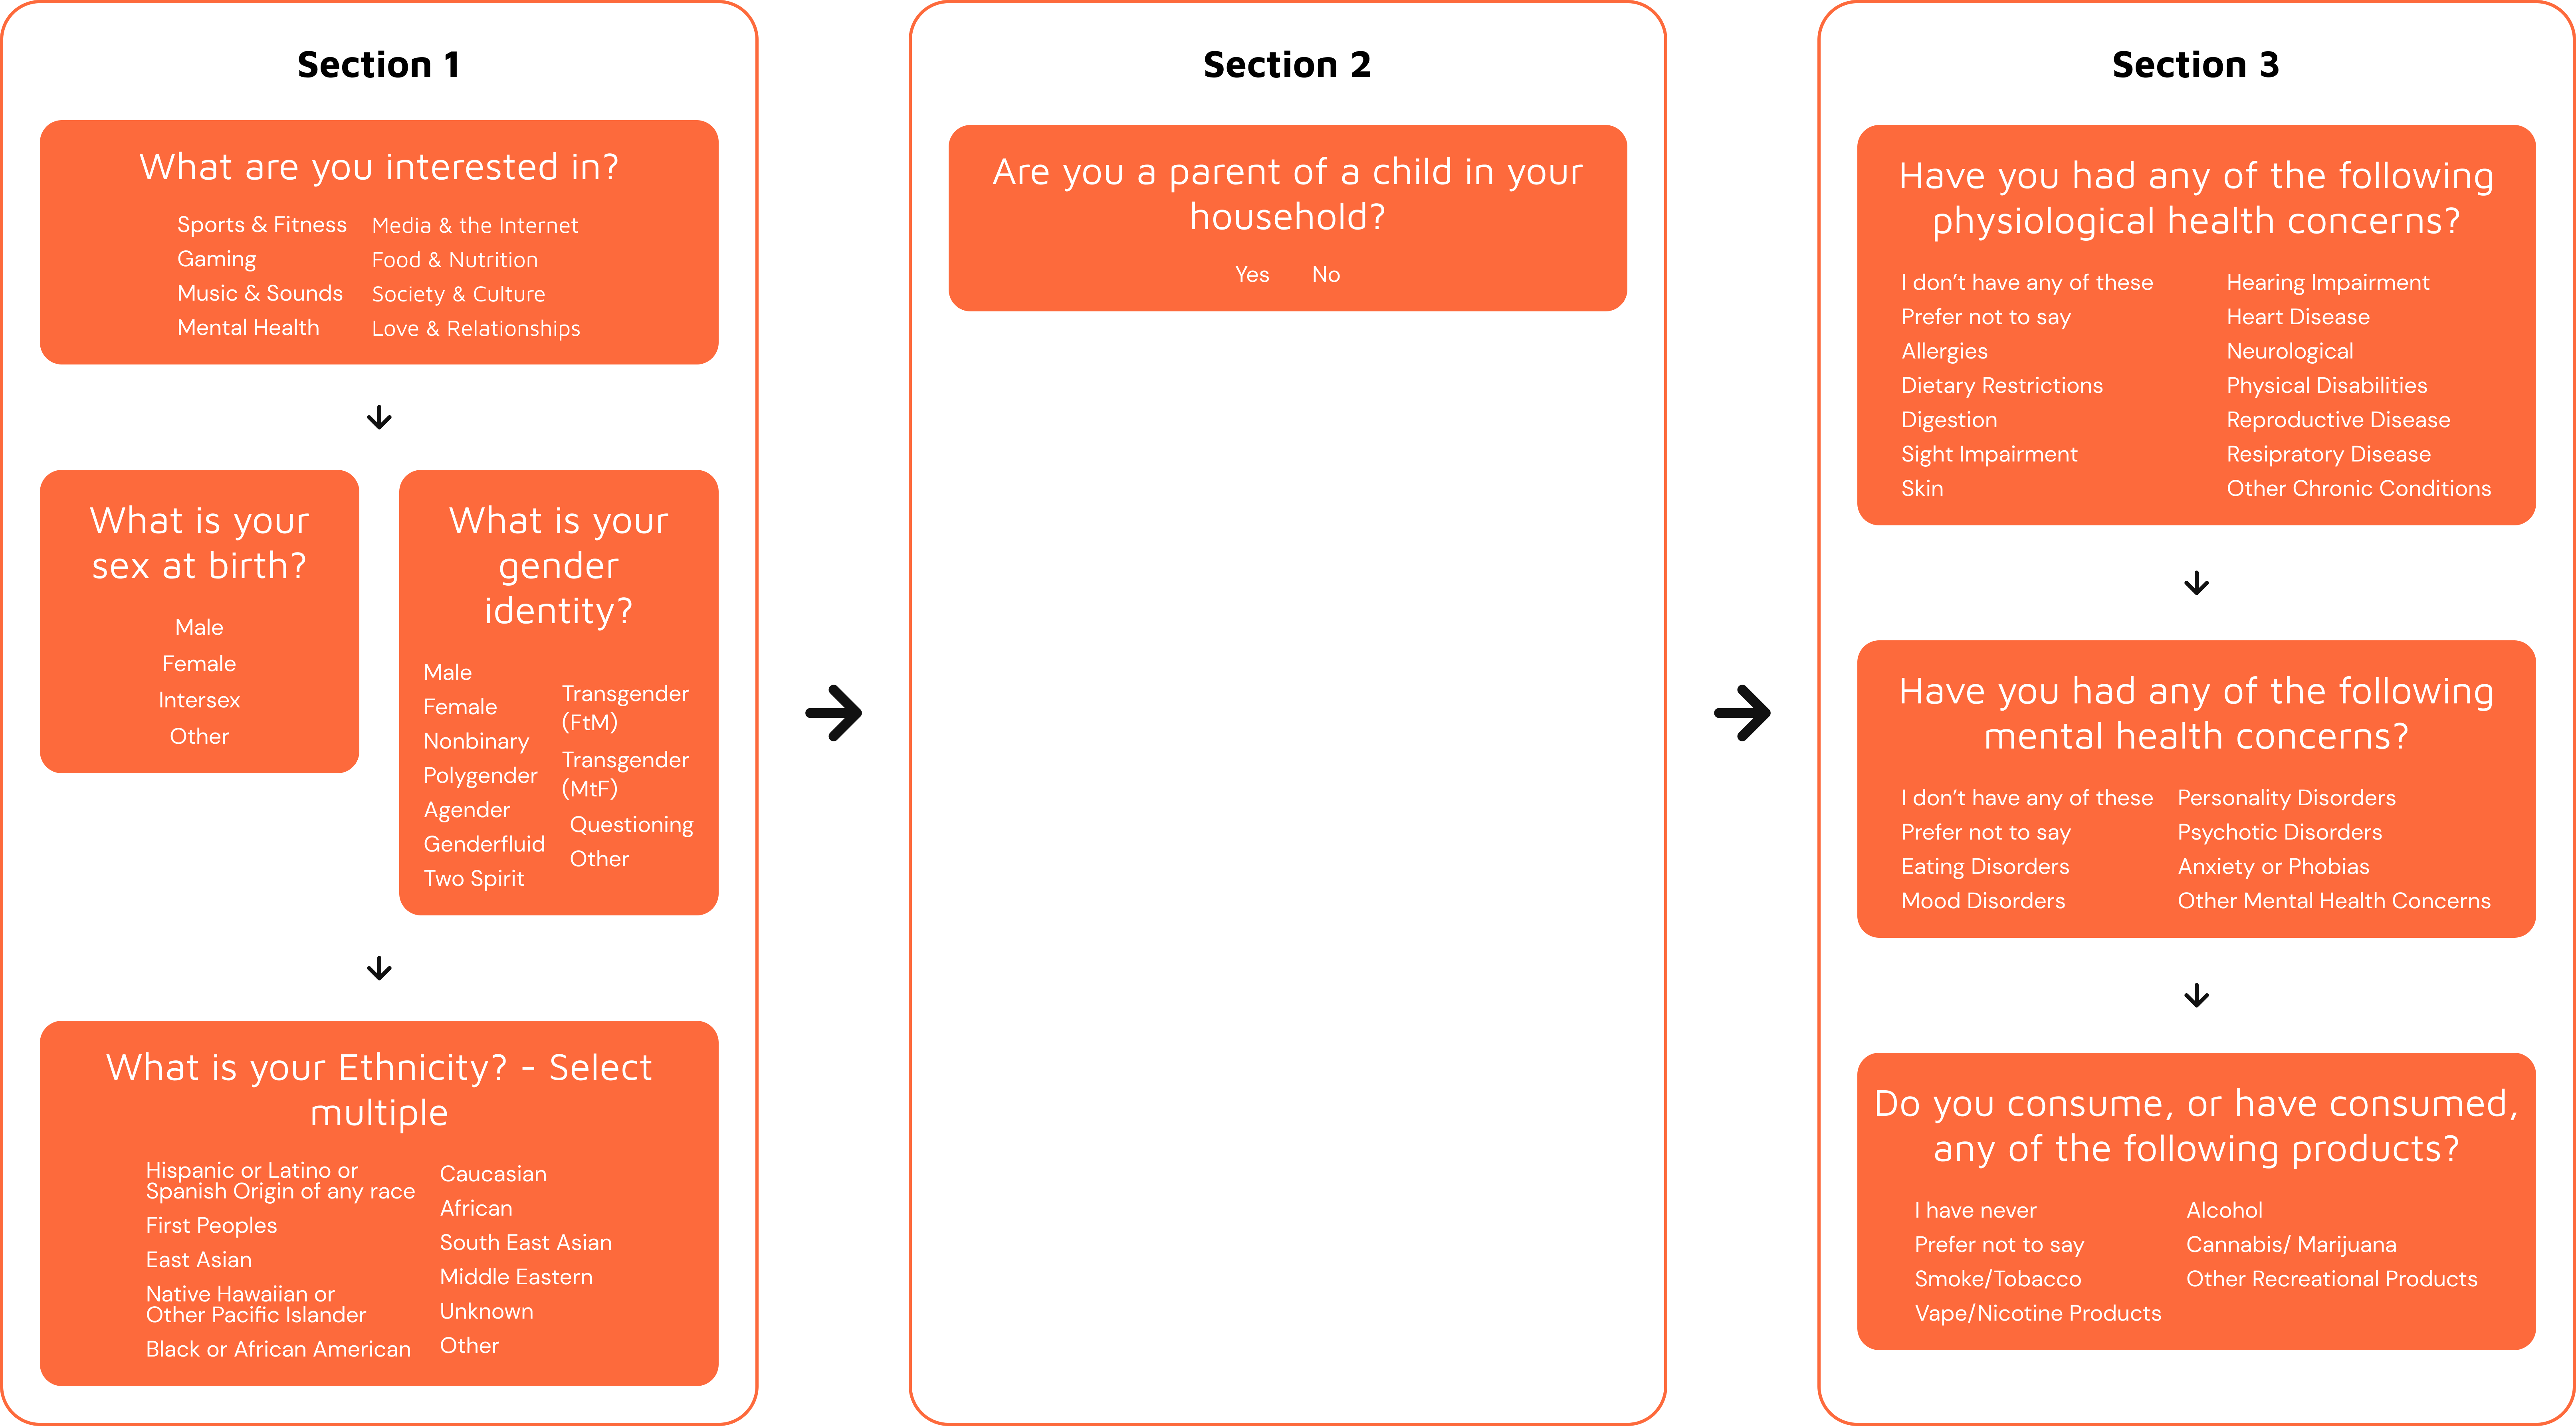 Section 1
What are you interested in?
Sports & Fitness
Gaming
Music & Sounds
Mental Health
Media & the Internet
Food & Nutrition
Society & Culture
Love & Relationships
What is your
sex at birth?
Male
Female
Intersex
Other
What is your
gender
identity?
Male
Female
Nonbinary
Polygender
Agender
Genderfluid
Two Spirit
Transgender
(FtM)
Transgender
(MtF)
Questioning
Other
What is your Ethnicity? - Select
multiple
Hispanic or Latino or
Spanish Origin of any race
First Peoples
East Asian
Native Hawaiian or
Other Pacific Islander
Black or African American
Caucasian
African
South East Asian
Middle Eastern
Unknown
Other
Section 2
Are you a parent of a child in your
household?
Yes No
Section 3
Have you had any of the following
physiological health concerns?
I don't have any of these
Prefer not to say
Allergies
Dietary Restrictions
Digestion
Sight Impairment
Skin
Hearing Impairment
Heart Disease
Neurological
Physical Disabilities
Reproductive Disease
Resipratory Disease
Other Chronic Conditions
Have you had any of the following
mental health concerns?
I don't have any of these
Prefer not to say
Eating Disorders
Mood Disorders
Personality Disorders
Psychotic Disorders
Anxiety or Phobias
Other Mental Health Concerns
Do you consume, or have consumed,
any of the following products?
I have never
Prefer not to say
Smoke/Tobacco
Vape/Nicotine Products
Alcohol
Cannabis/ Marijuana
Other Recreational Products